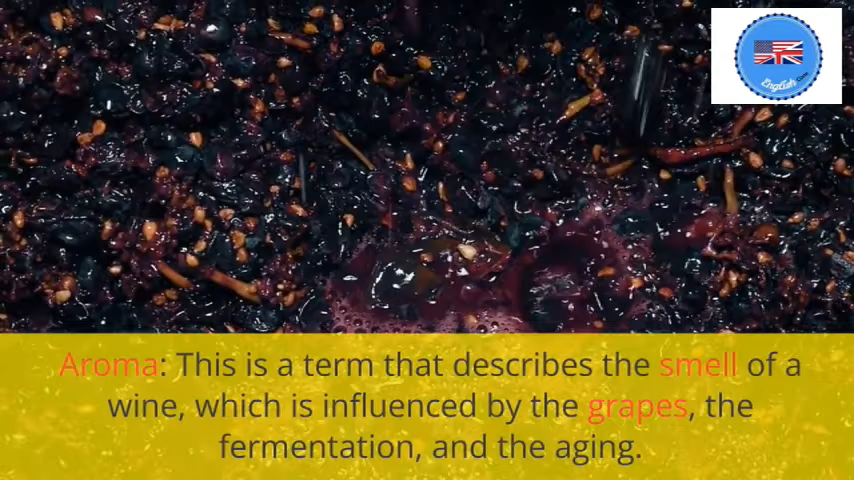 English
Aroma: This is a term that describes the smell of a
wine, which is influenced by the grapes, the
fermentation, and the aging.